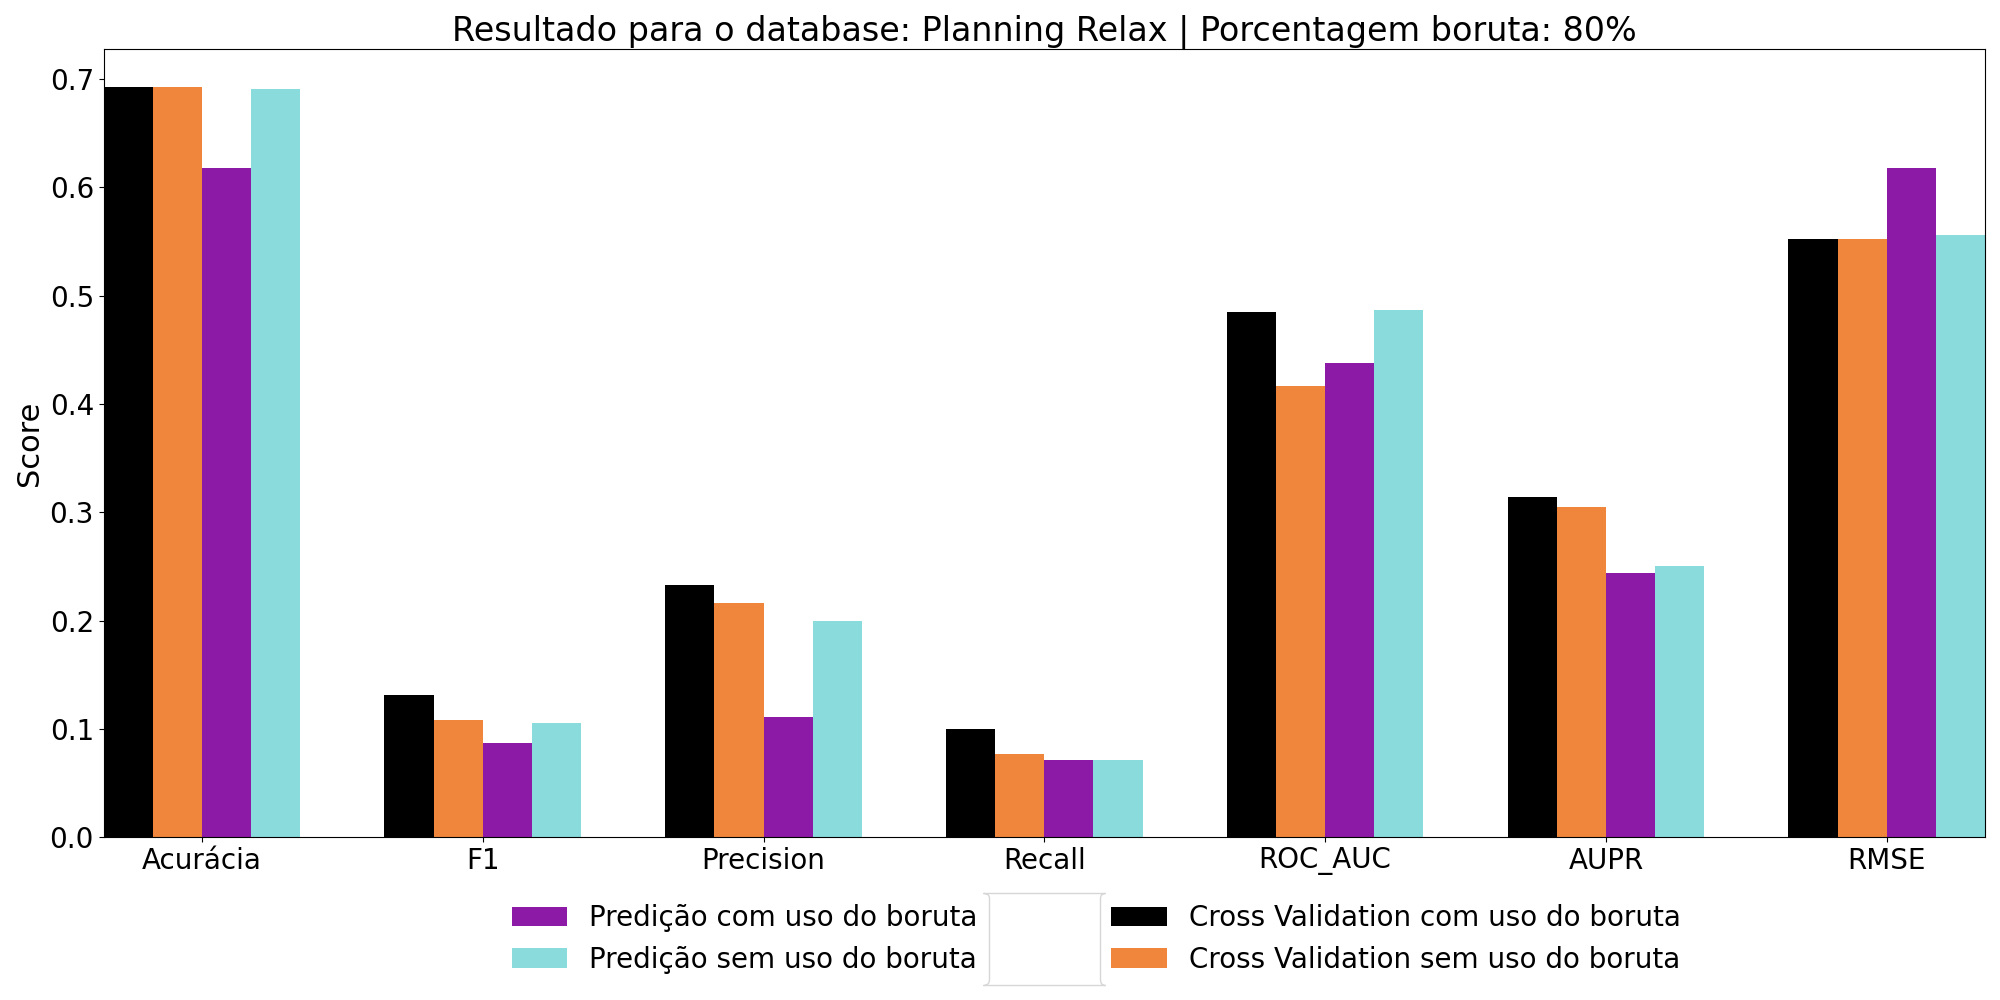 Resultado para o database: Planning Relax | Porcentagem boruta: 80%
Score
0.7
0.6
0.5
0.4
0.3
0.2
0.1
0.0
Acurácia F1 Precision Recall ROC_AUC AUPR RMSE
Predição com uso do boruta
Predição sem uso do boruta
Cross Validation com uso do boruta
Cross Validation sem uso do boruta